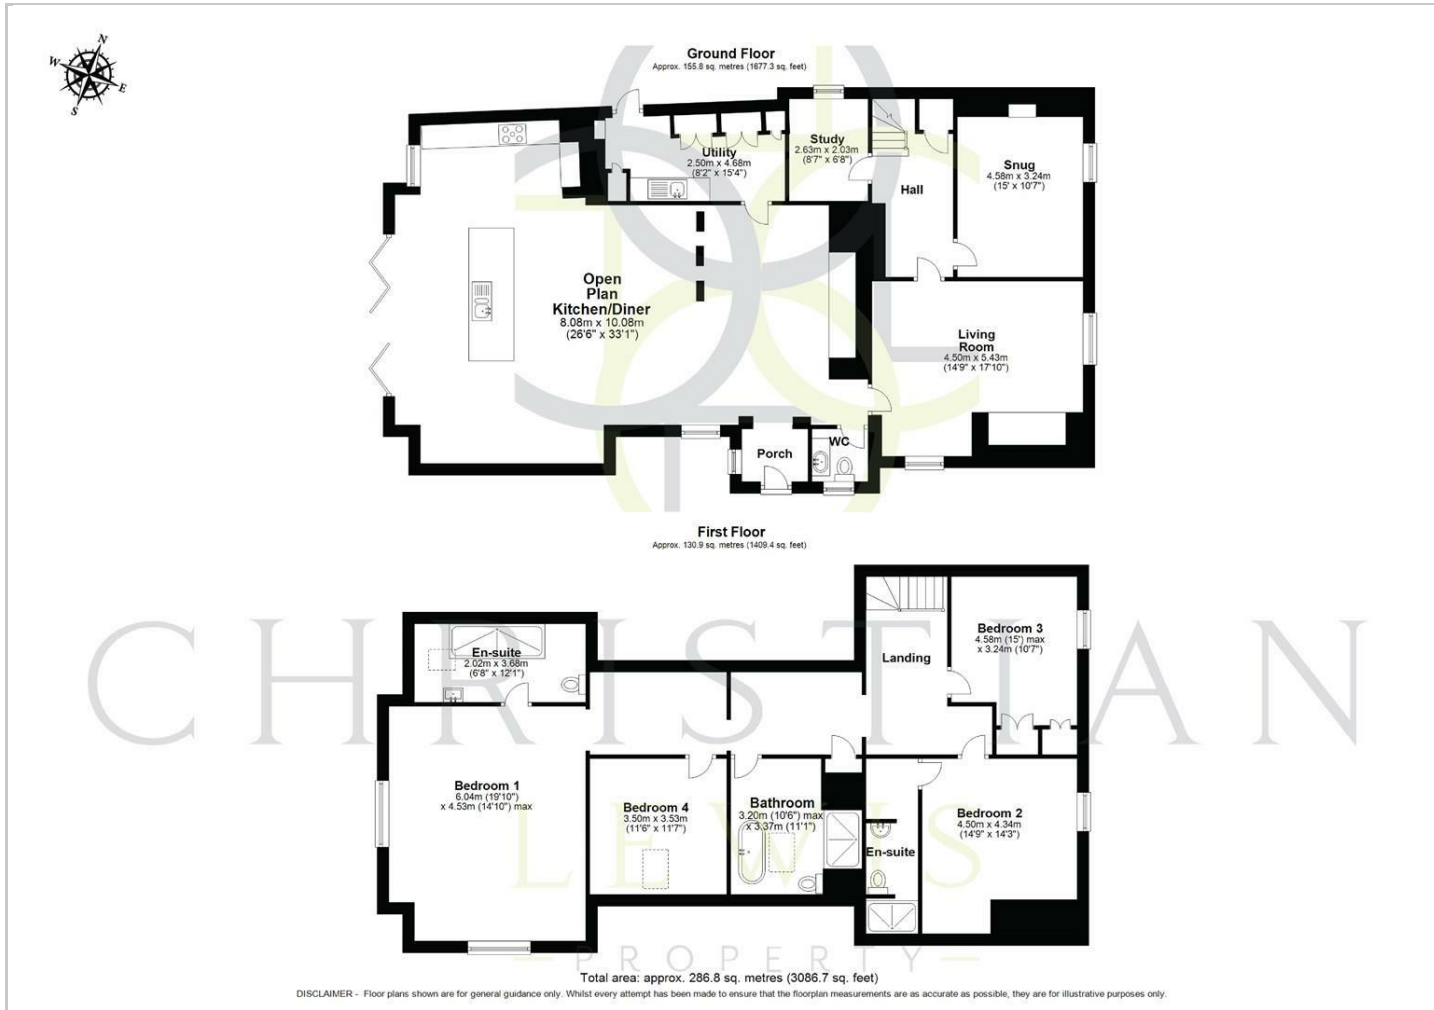 N
W
E
S
Ground Floor
Approx. 155.8 sq. metres (1677.3 sq. feet)
Utility
2.50m x 4.68m
(8'2" x 15'4")
Study
2.63m x 2.03m
(8'7" x 6'8")
Hall
Snug
4.58m x 3.24m
(15' x 10'7")
Open
Plan
Kitchen/Diner
8.08m x 10.08m
(26'6" x 33'1")
Living
Room
4.50m x 5.43m
(14'9" x 17'10")
Porch
WC
First Floor
Approx. 130.9 sq. metres (1409.4 sq. feet)
En-suite
2.02m x 3.68m
(6'8" x 12'1")
Landing
Bedroom 3
4.58m (15') max
x 3.24m (10'7")
CHRISTIAN
Bedroom 1
6.04m (19'10")
x 4.53m (14'10") max
Bedroom 4
3.50m x 3.53m
(11'6" x 11'7")
Bathroom
3.20m (10'6") max
x 3.37m (11'1")
En-suite
Bedroom 2
4.50m x 4.34m
(14'9" x 14'3")
LEWIS
PROPERTY
Total area: approx. 286.8 sq. metres (3086.7 sq. feet)
DISCLAIMER - Floor plans shown are for general guidance only. Whilst every attempt has been made to ensure that the floorplan measurements are as accurate as possible, they are for illustrative purposes only.